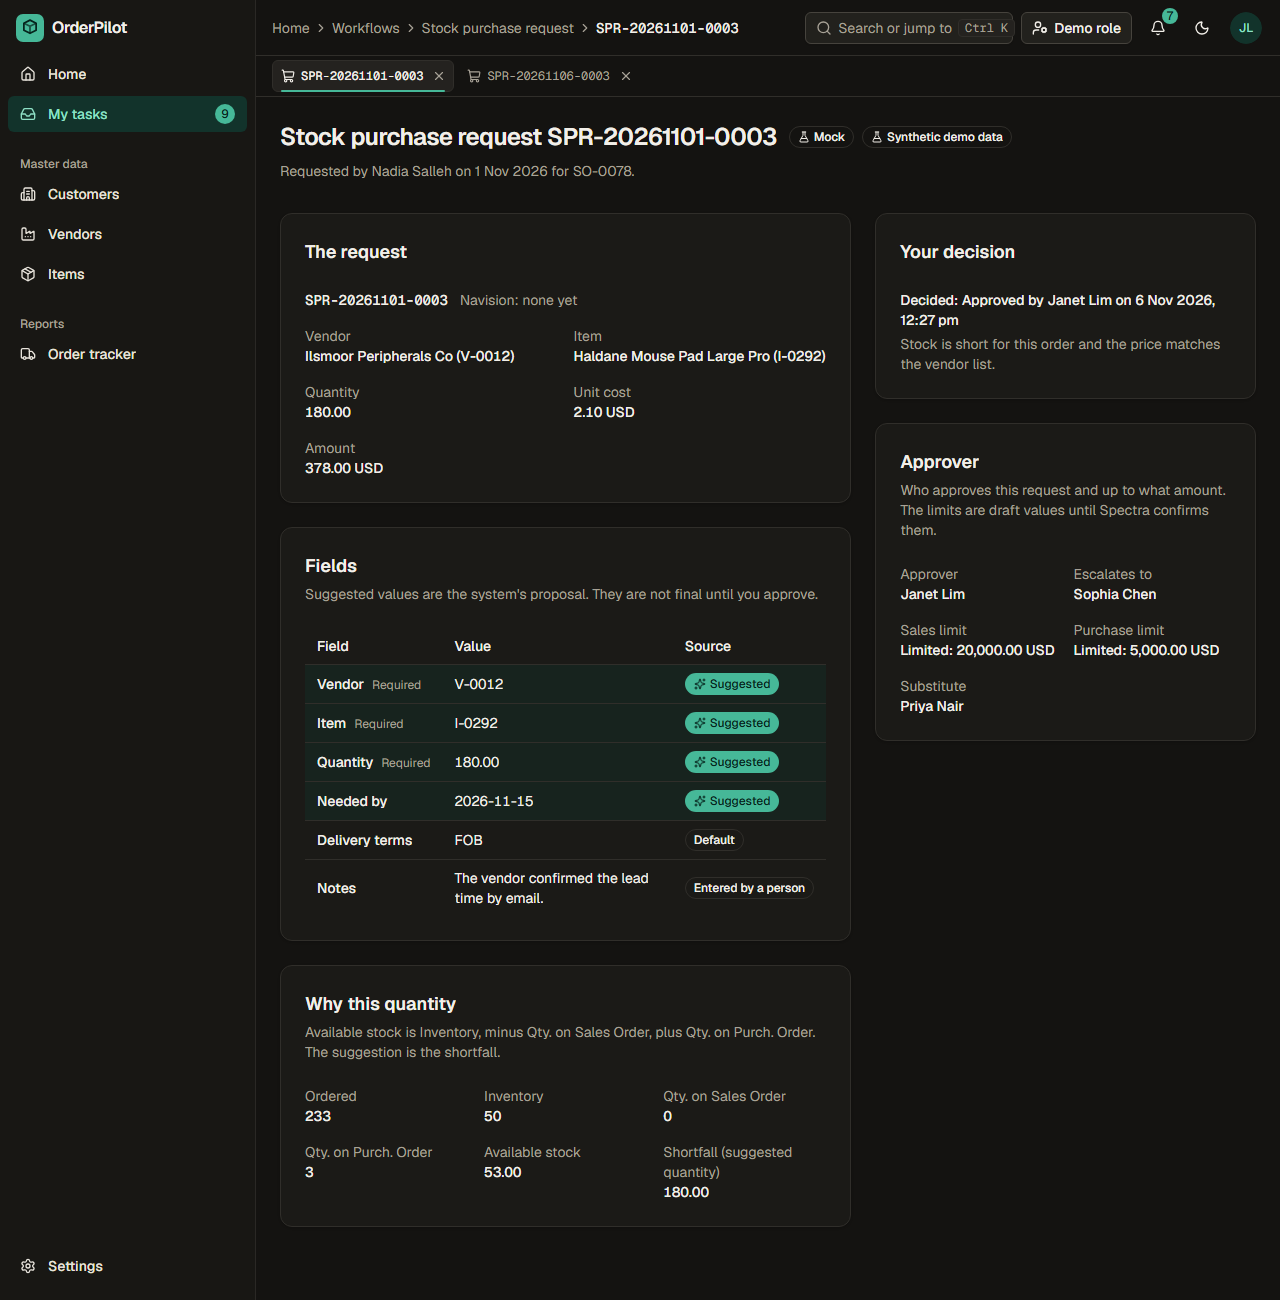 OrderPilot
Home
My tasks
9
Master data
Customers
Vendors
Items
Reports
Order tracker
Settings
Home > Workflows > Stock purchase request > SPR-20261101-0003
Search or jump to Ctrl K
Demo role
7
JL
SPR-20261101-0003
SPR-20261106-0003
Stock purchase request SPR-20261101-0003
Mock
Synthetic demo data
Requested by Nadia Salleh on 1 Nov 2026 for SO-0078.
The request
SPR-20261101-0003 Navision: none yet
Vendor
Ilsmoor Peripherals Co (V-0012)
Item
Haldane Mouse Pad Large Pro (I-0292)
Quantity
180.00
Unit cost
2.10 USD
Amount
378.00 USD
Fields
Suggested values are the system's proposal. They are not final until you approve.
Field Value Source
Vendor Required V-0012 Suggested
Item Required I-0292 Suggested
Quantity Required 180.00 Suggested
Needed by 2026-11-15 Suggested
Delivery terms FOB Default
Notes The vendor confirmed the lead
time by email. Entered by a person
Why this quantity
Available stock is Inventory, minus Qty. on Sales Order, plus Qty. on Purch. Order.
The suggestion is the shortfall.
Ordered
233
Inventory
50
Qty. on Sales Order
0
Qty. on Purch. Order
3
Available stock
53.00
Shortfall (suggested
quantity)
180.00
Your decision
Decided: Approved by Janet Lim on 6 Nov 2026,
12:27 pm
Stock is short for this order and the price matches
the vendor list.
Approver
Who approves this request and up to what amount.
The limits are draft values until Spectra confirms
them.
Approver
Janet Lim
Escalates to
Sophia Chen
Sales limit
Limited: 20,000.00 USD
Purchase limit
Limited: 5,000.00 USD
Substitute
Priya Nair